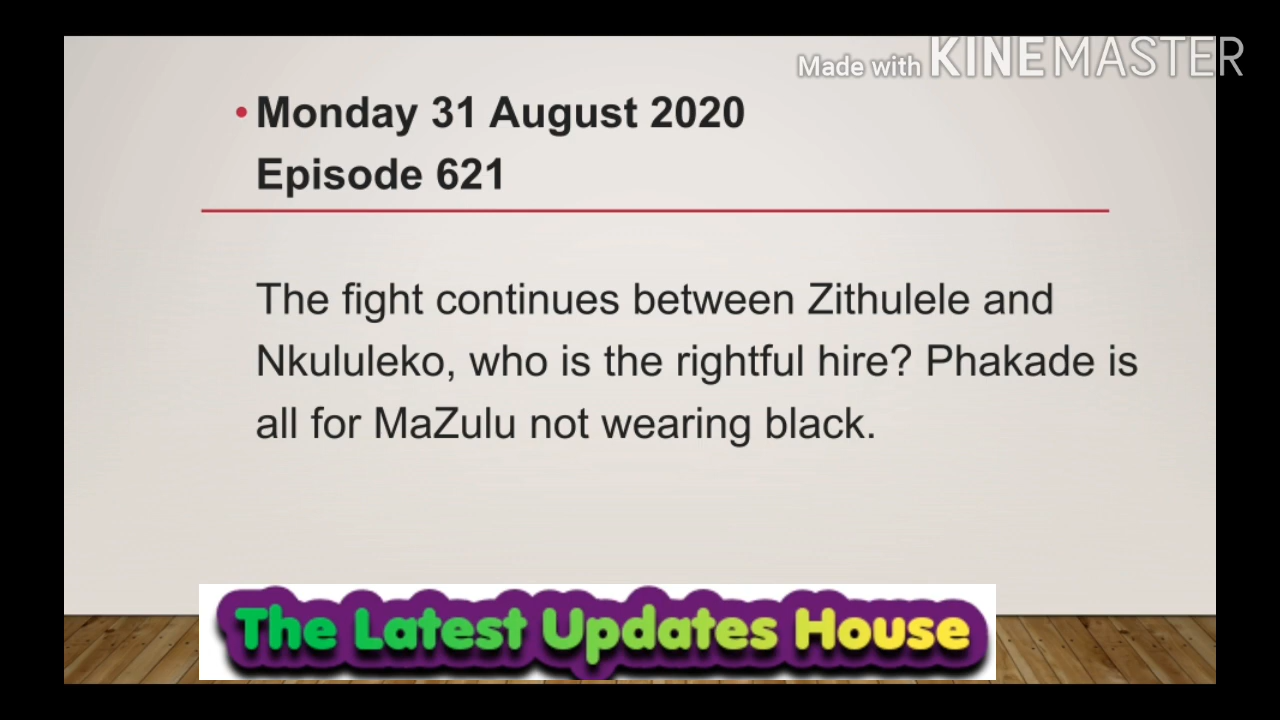 Made with KINEMASTER
• Monday 31 August 2020
Episode 621
The fight continues between Zithulele and
Nkululeko, who is the rightful hire? Phakade is
all for MaZulu not wearing black.
The Latest Updates House